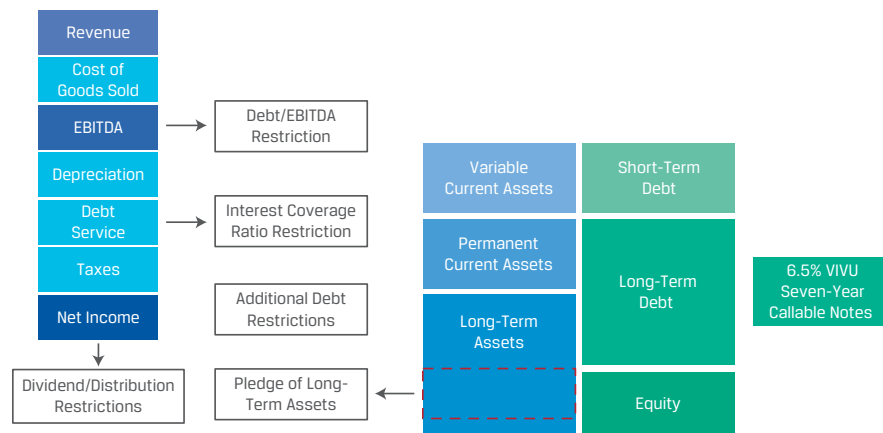 Revenue
Cost of
Goods Sold
EBITDA
Depreciation
Debt
Service
Taxes
Net Income
Dividend/Distribution
Restrictions
Debt/EBITDA
Restriction
Interest Coverage
Ratio Restriction
Additional Debt
Restrictions
Pledge of Long-
Term Assets
Variable
Current Assets
Permanent
Current Assets
Long-Term
Assets
Short-Term
Debt
Long-Term
Debt
Equity
6.5% VIVU
Seven-Year
Callable Notes